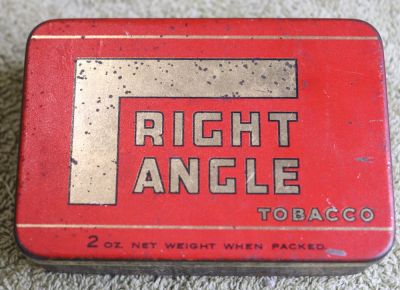 RIGHT
ANGLE
TOBACCO
2 OZ. NET WEIGHT WHEN PACKED